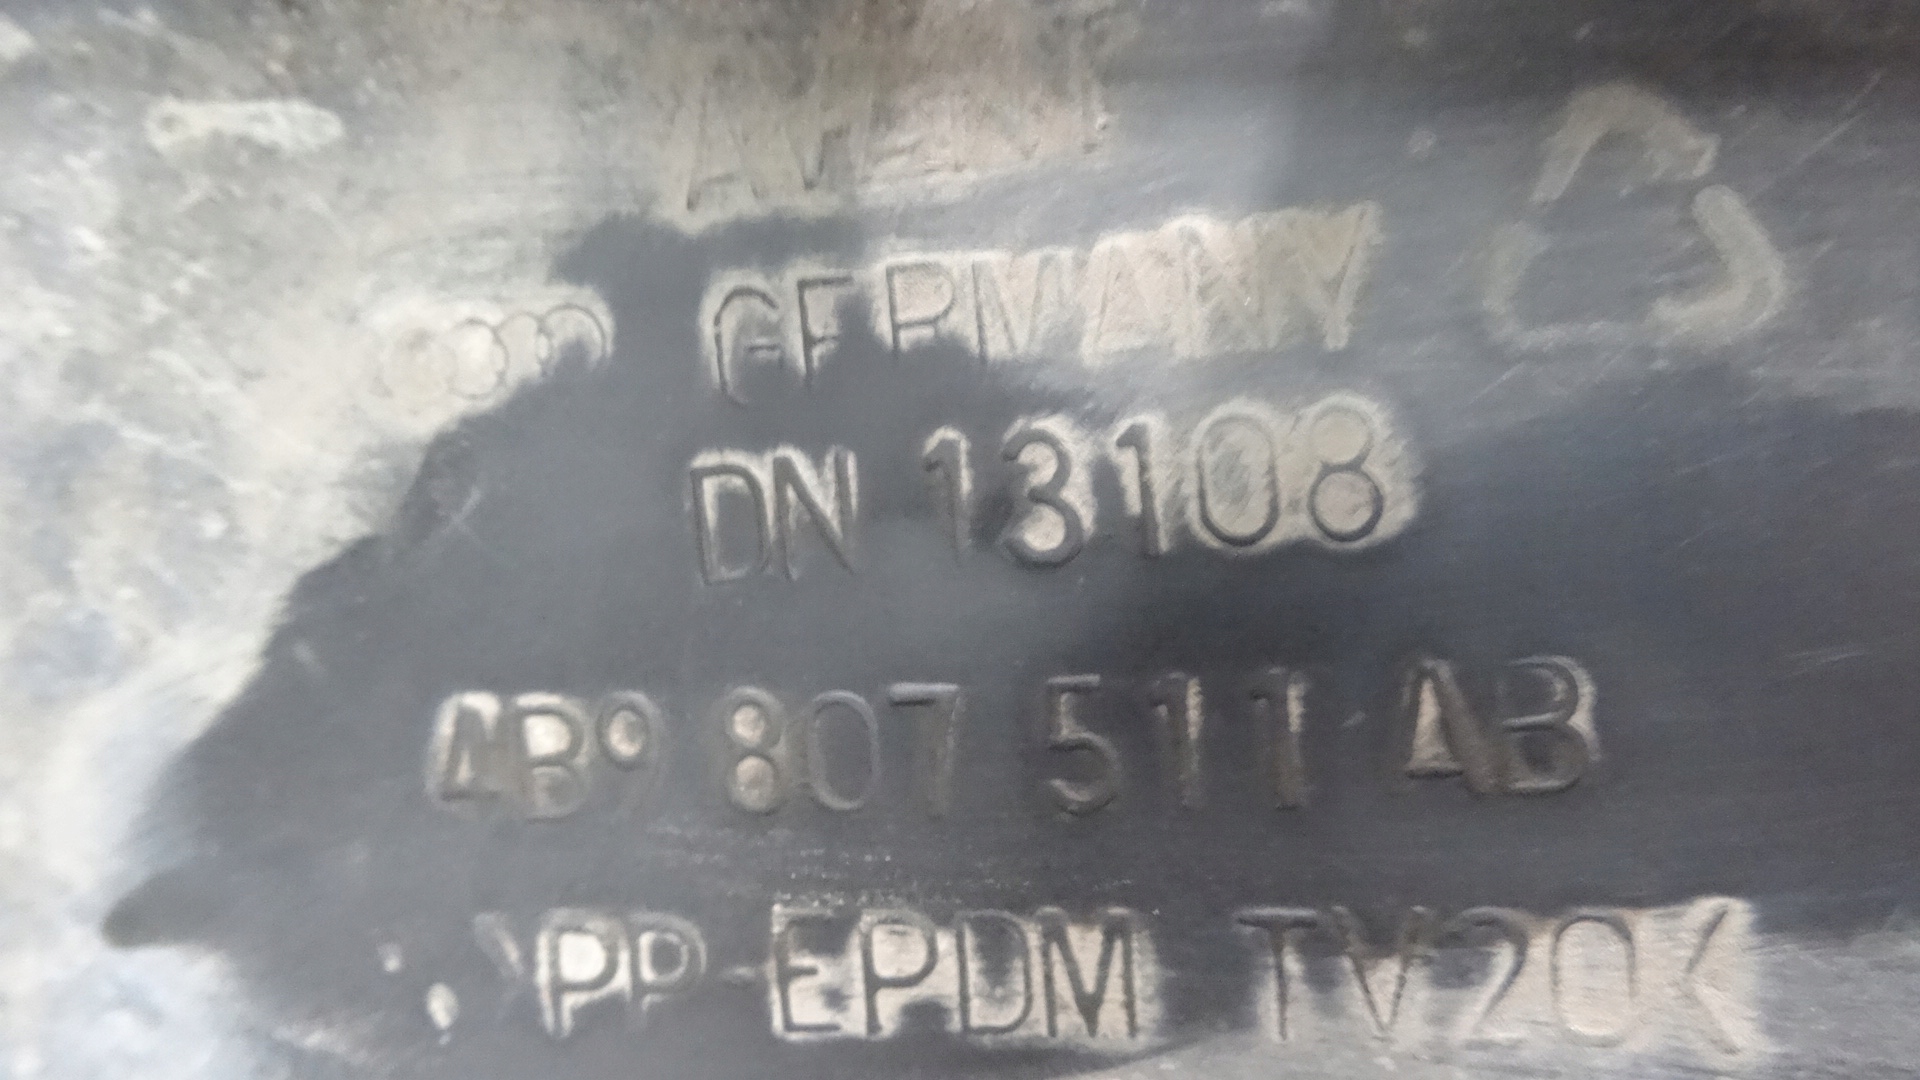 GERMANY
DN 13108
4B9 807 511 AB
>PP-EPDM TV20<